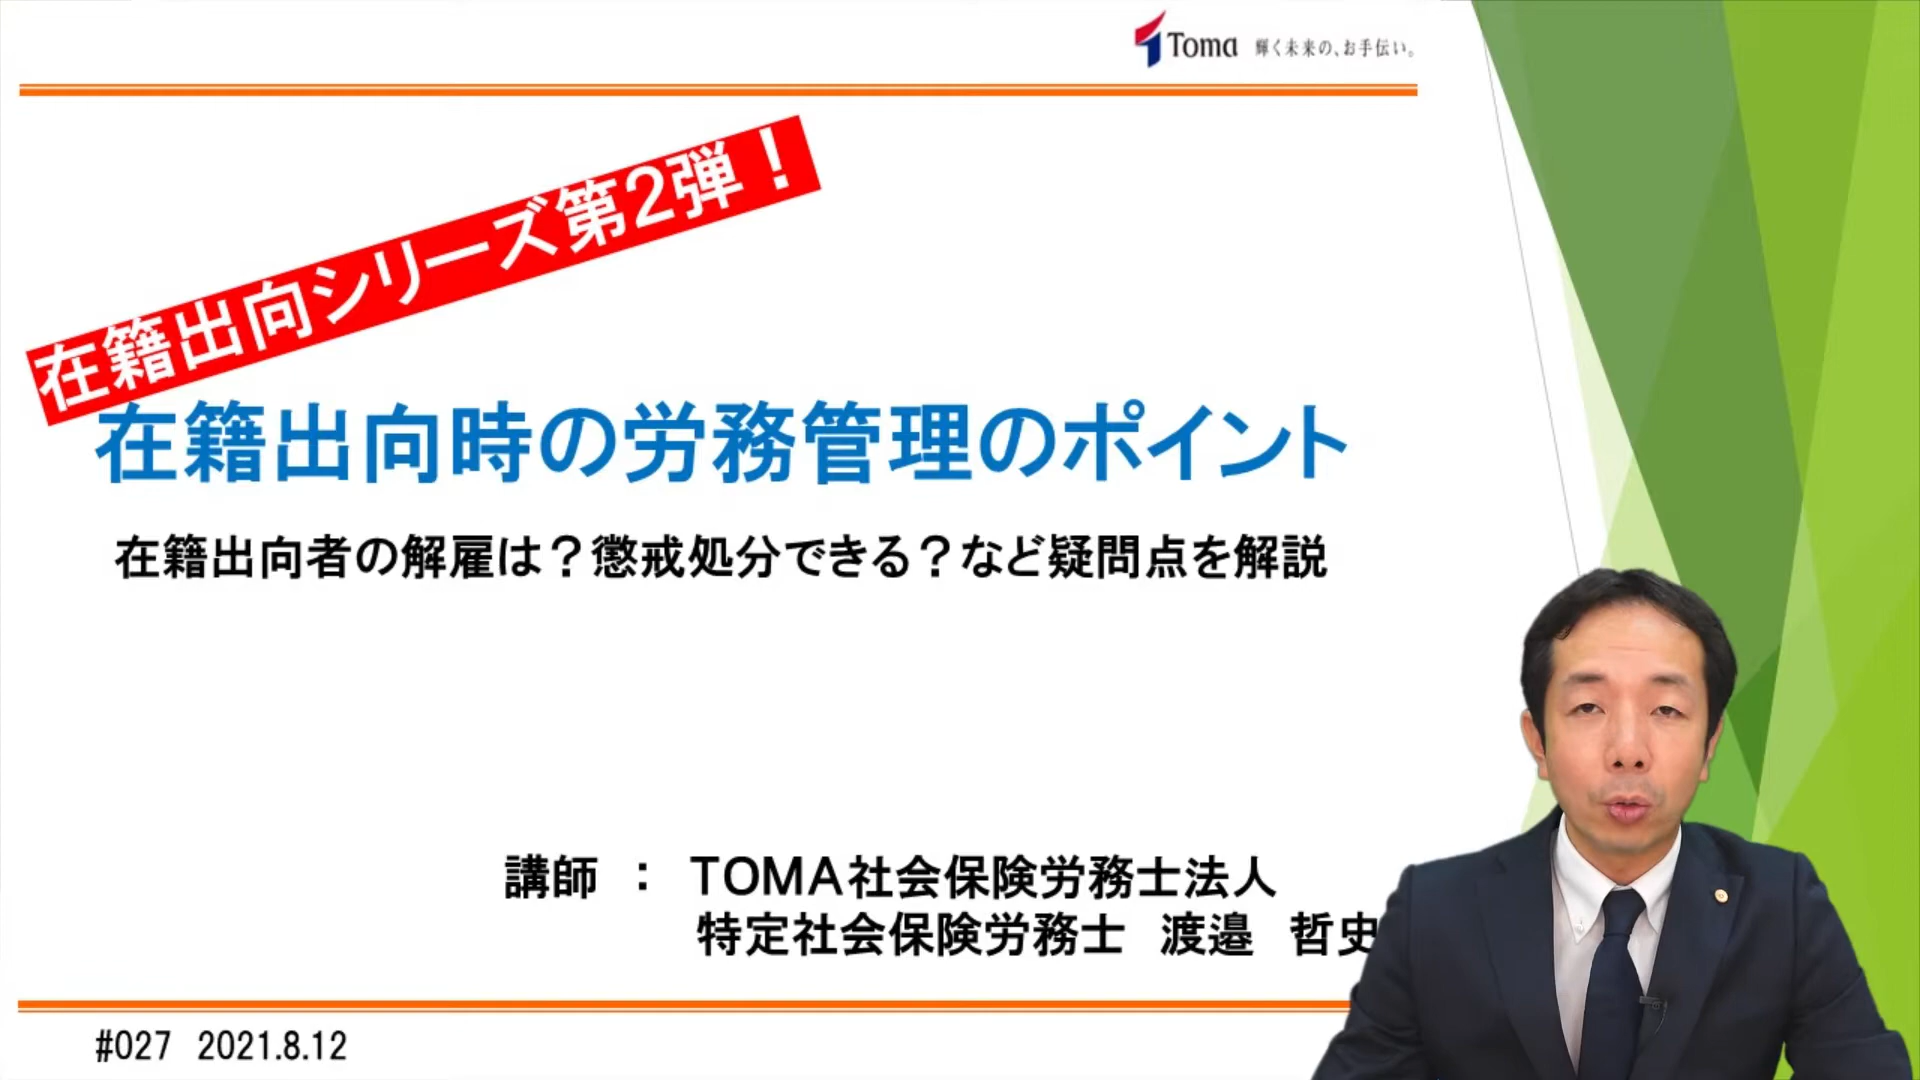 Toma 輝く未来の、お手伝い。
在籍出向シリーズ第2弾！
在籍出向時の労務管理のポイント
在籍出向者の解雇は？懲戒処分できる？など疑問点を解説
講師 ： TOMA社会保険労務士法人
特定社会保険労務士 渡邉 哲史
#027 2021.8.12